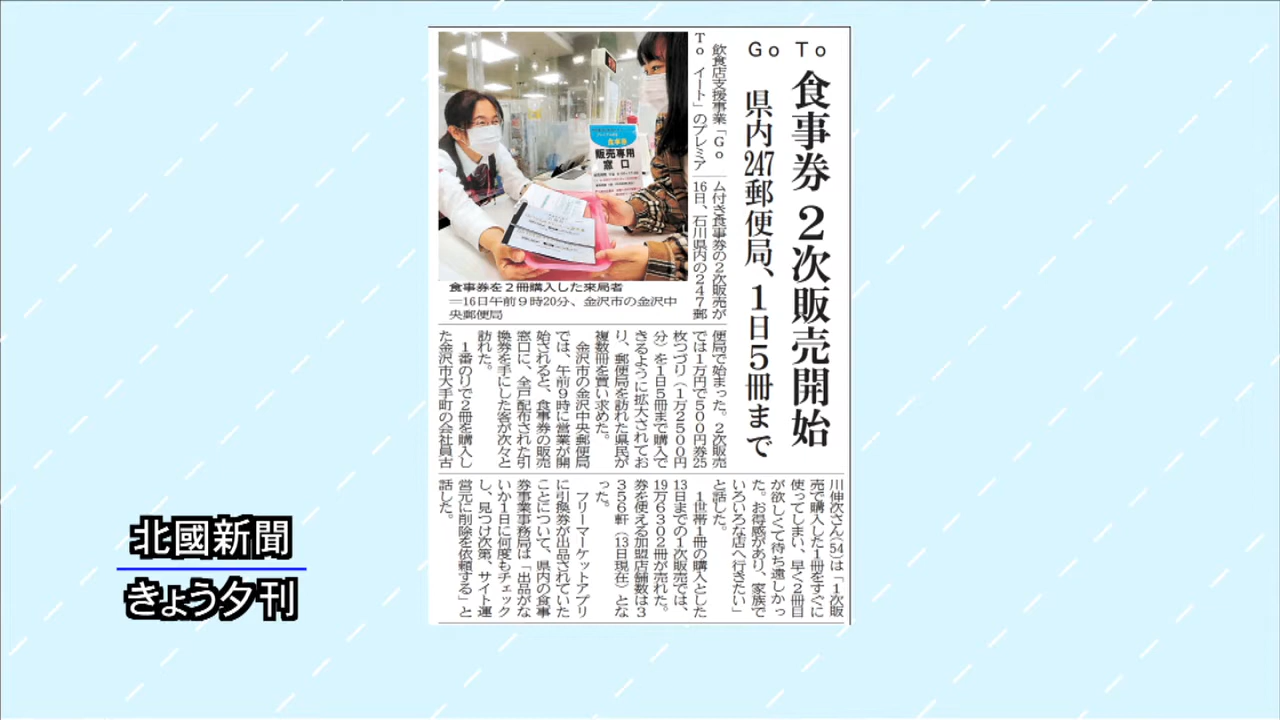 Go To
食事券２次販売開始
県内247郵便局、１日５冊まで
飲食店支援事業「Go
To イート」のプレミア
ム付き食事券の２次販売が
16日、石川県内の２４７郵
便局で始まった。２次販売
では１万円で５００円券25
枚つづり（１万２５００円
分）を１日５冊まで購入で
きるように拡大されてお
り、郵便局を訪れた県民が
複数冊を買い求めた。
金沢市の金沢中央郵便局
では、午前９時に営業が開
始されると、食事券の販売
窓口に、全戸配布された引
換券を手にした客が次々と
訪れた。
１番のりで２冊を購入し
た金沢市大手町の会社員古
川伸次さん(54)は「１次販
売で購入した１冊をすぐに
使ってしまい、早く２冊目
が欲しくて待ち遠しかっ
た。お得感があり、家族で
いろいろな店へ行きたい」
と話した。
１世帯１冊の購入とした
13日までの１次販売では、
19万６３０２冊が売れた。
券を使える加盟店舗数は３
３５６軒（13日現在）とな
った。
フリーマーケットアプリ
に引換券が出品されていた
ことについて、県内の食事
券事業事務局は「出品がな
いか１日に何度もチェック
し、見つけ次第、サイト運
営元に削除を依頼する」と
話した。
食事券
販売専用
窓口
食事券を２冊購入した来局者
＝16日午前９時20分、金沢市の金沢中
央郵便局
北國新聞
きょう夕刊